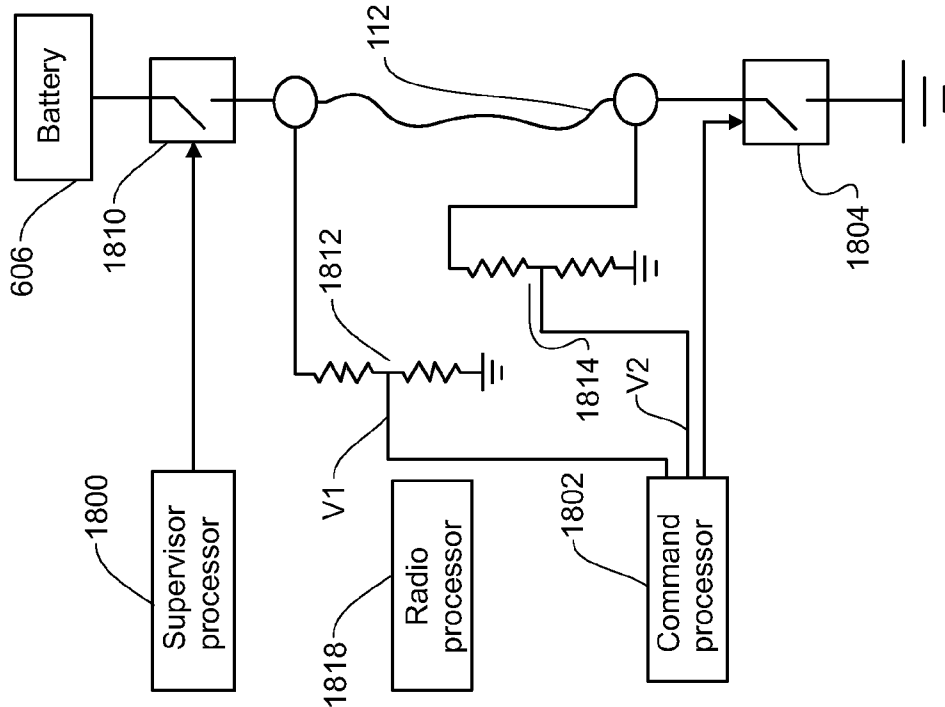 Battery
606
1810
112
1812
1800
Supervisor
processor
V1
1814
V2
1804
1818
Radio
processor
1802
Command
processor